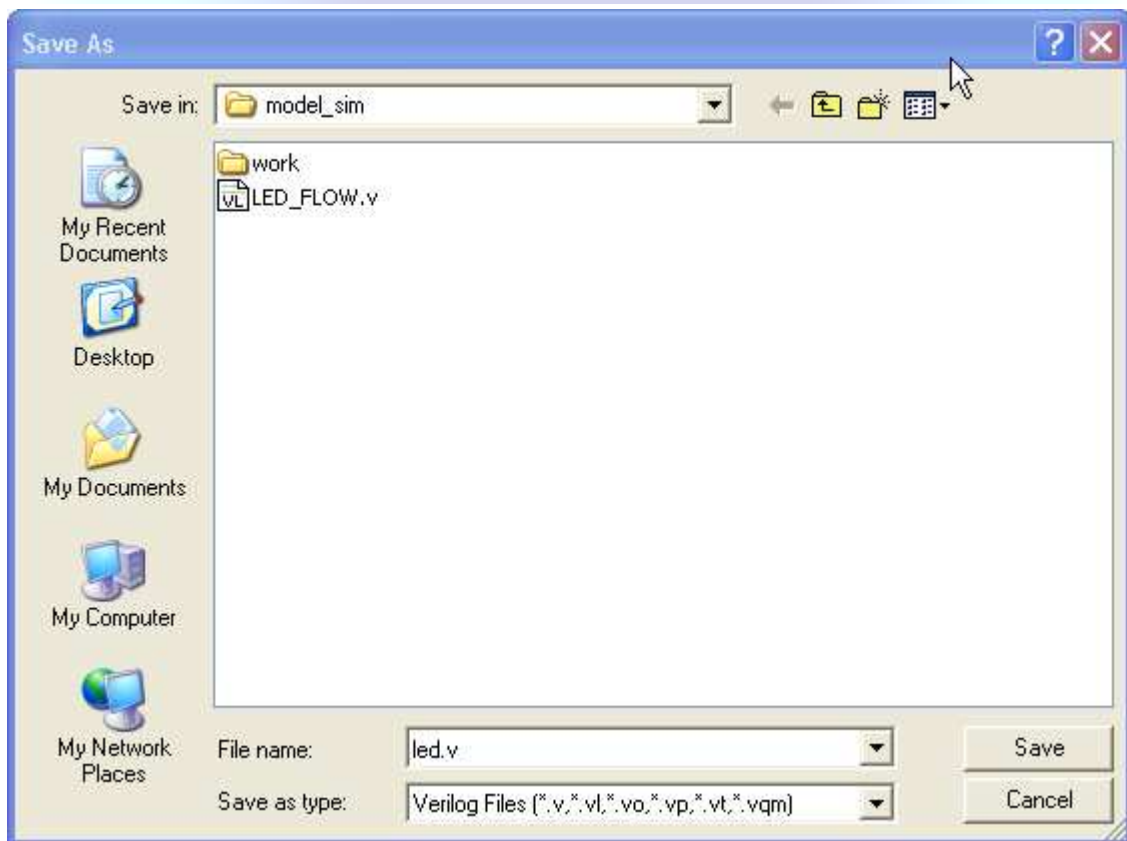 Save As
Save in:
model_sim
work
VL
LED_FLOW.v
My Recent
Documents
Desktop
My Documents
My Computer
My Network
Places
File name:
led.v
Save
Save as type:
Verilog Files (*.v,*.vl,*.vo,*.vp,*.vt,*.vqm)
Cancel